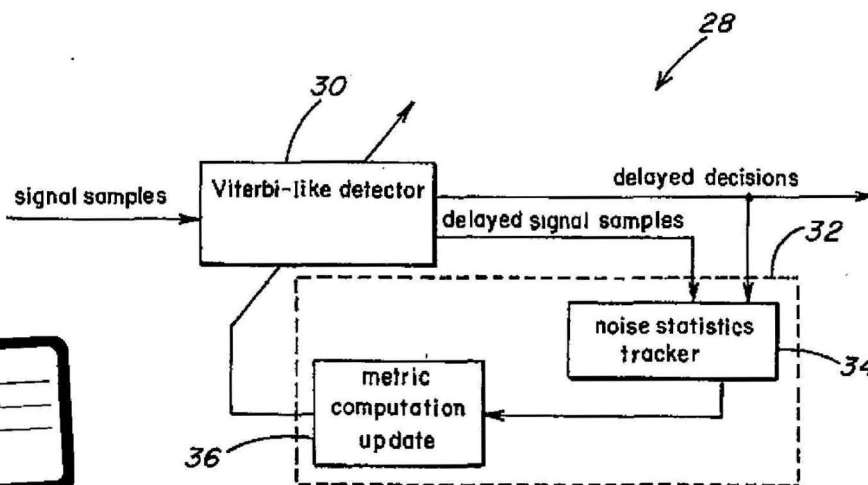 28
30
Viterbi-like detector
signal samples
delayed decisions
delayed signal samples
32
noise statistics
tracker
34
metric
computation
update
36